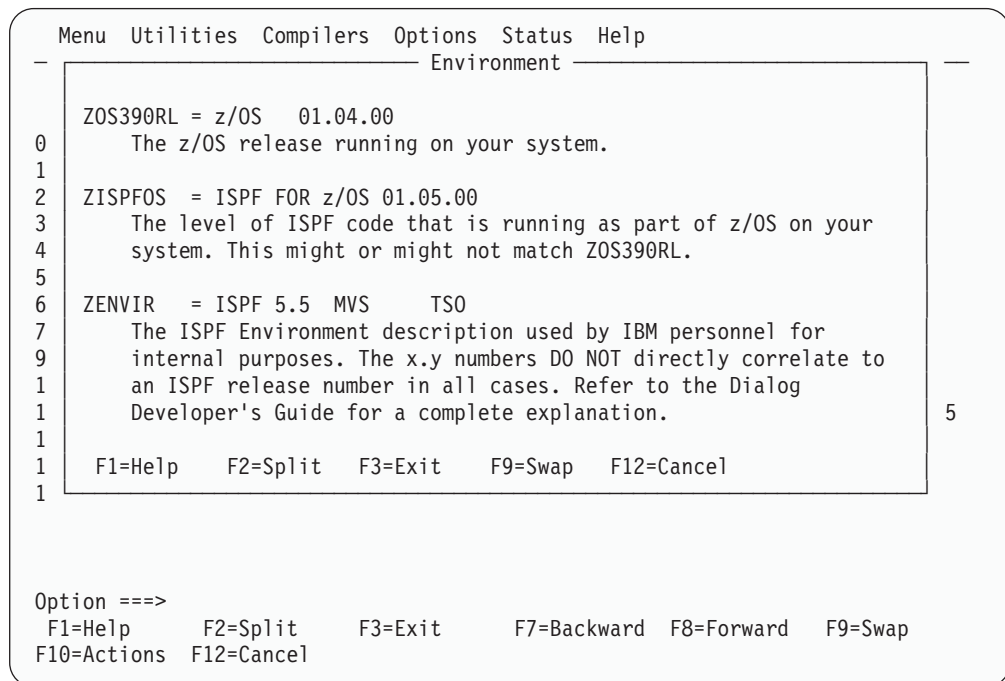 Menu Utilities Compilers Options Status Help
Environment
ZOS390RL = z/OS 01.04.00
0 The z/OS release running on your system.
1
2 ZISPFOS = ISPF FOR z/OS 01.05.00
3 The level of ISPF code that is running as part of z/OS on your
4 system. This might or might not match ZOS390RL.
5
6 ZENVIR = ISPF 5.5 MVS TSO
7 The ISPF Environment description used by IBM personnel for
9 internal purposes. The x.y numbers DO NOT directly correlate to
1 an ISPF release number in all cases. Refer to the Dialog
1 Developer's Guide for a complete explanation. 5
1
1 F1=Help F2=Split F3=Exit F9=Swap F12=Cancel
1
Option ===>
F1=Help F2=Split F3=Exit F7=Backward F8=Forward F9=Swap
F10=Actions F12=Cancel